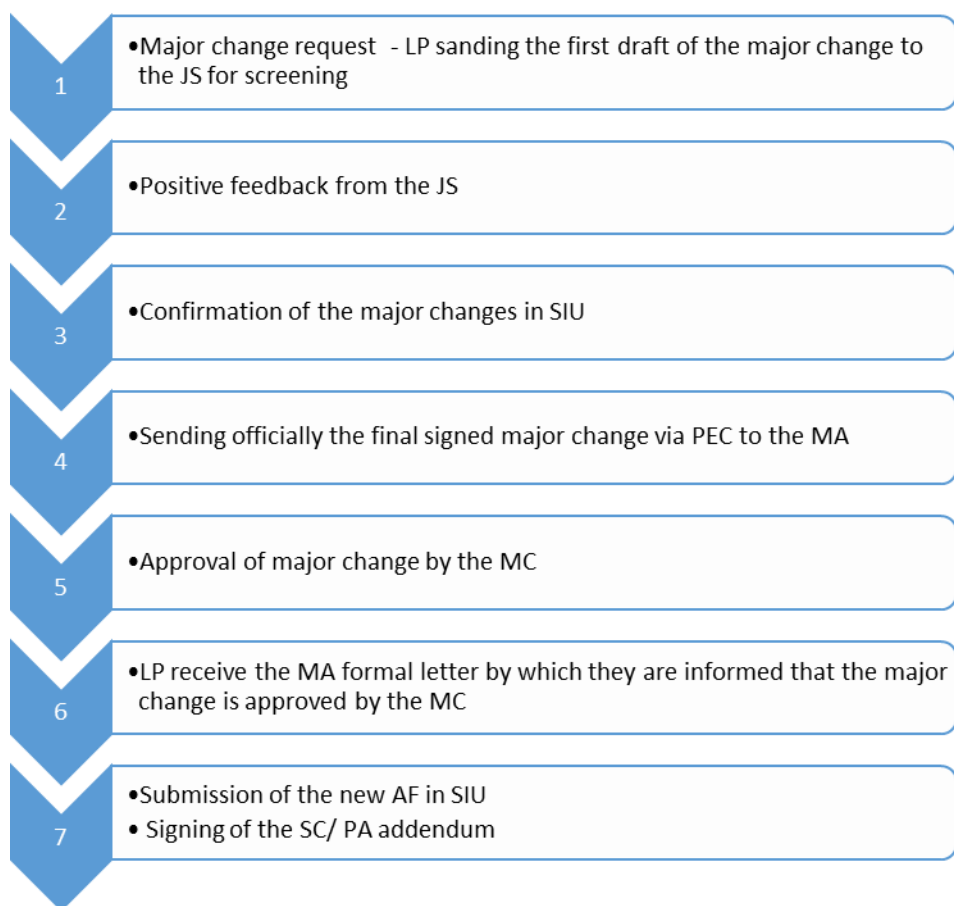 1
•Major change request - LP sanding the first draft of the major change to
the JS for screening
2
•Positive feedback from the JS
3
•Confirmation of the major changes in SIU
4
•Sending officially the final signed major change via PEC to the MA
5
•Approval of major change by the MC
6
•LP receive the MA formal letter by which they are informed that the major
change is approved by the MC
7
•Submission of the new AF in SIU
• Signing of the SC/ PA addendum